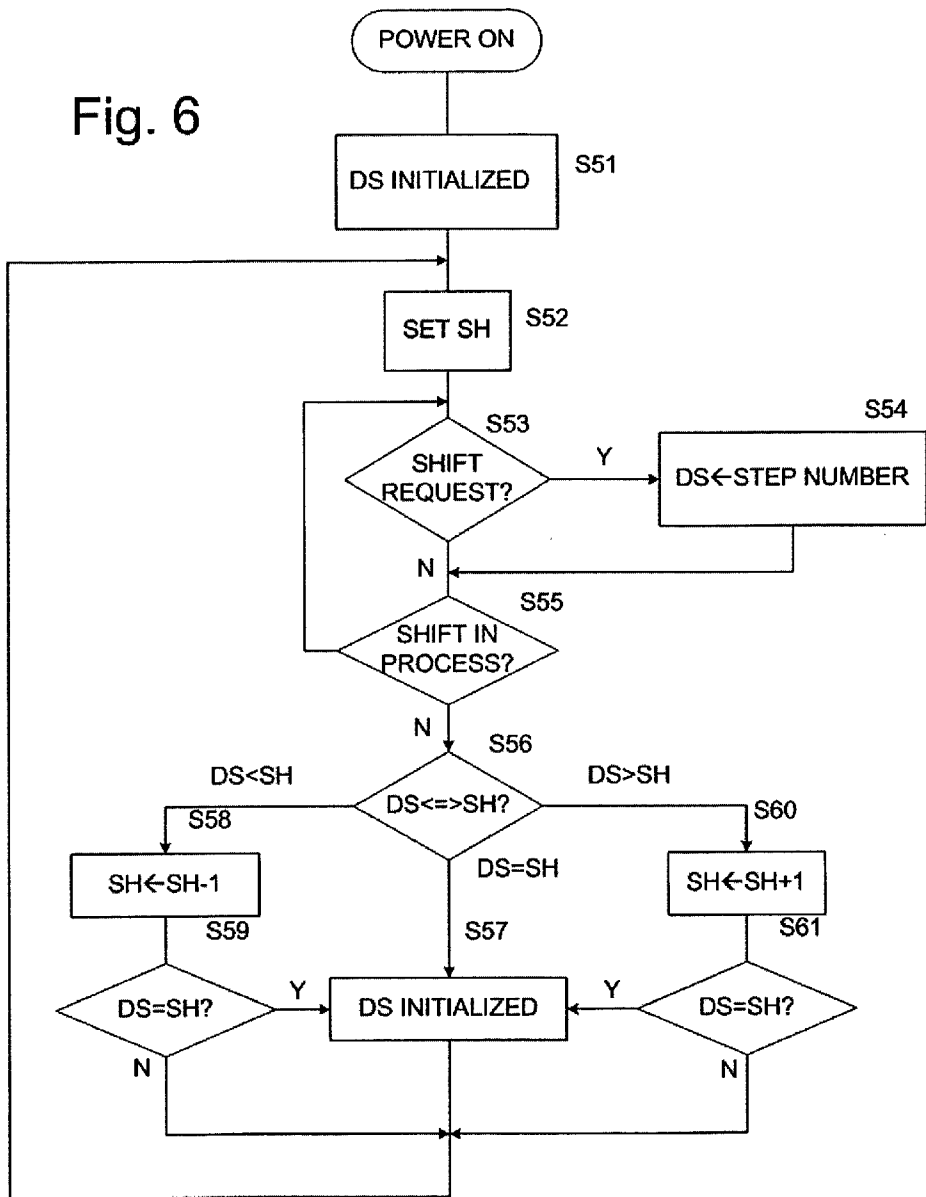 POWER ON
Fig. 6
DS INITIALIZED
S51
SET SH
S52
S53
S54
SHIFT
REQUEST?
Y
DS←STEP NUMBER
N
S55
SHIFT IN
PROCESS?
N
S56
DS<SH
DS>SH
DS<=>SH?
S58
S60
DS=SH
SH←SH-1
SH←SH+1
S59
S57
S61
DS=SH?
Y
DS INITIALIZED
Y
DS=SH?
N
N